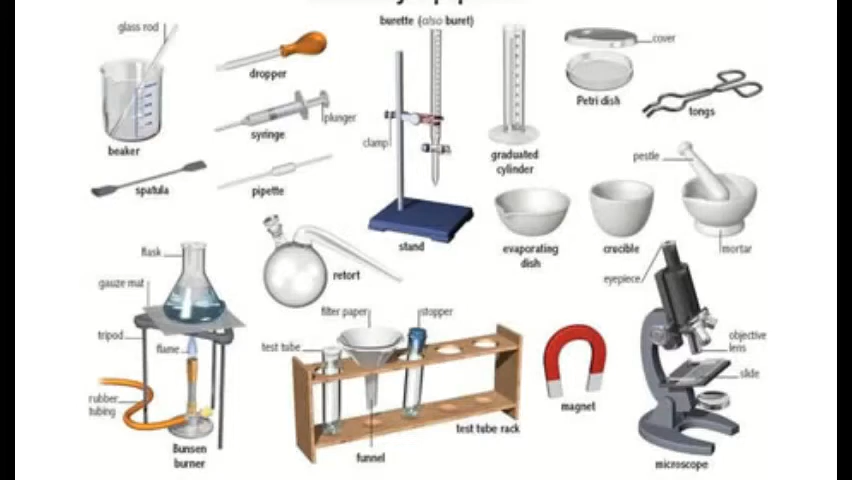 burette (also buret)
glass rod
cover
dropper
Petri dish
tongs
plunger
syringe
clamp
beaker
graduated
cylinder
pestle
spatula
pipette
stand
evaporating
dish
crucible
mortar
flask
retort
eyepiece
gauze mat
filter paper
stopper
tripod
test tube
flame
objective
lens
slide
rubber
tubing
magnet
test tube rack
Bunsen
burner
funnel
microscope